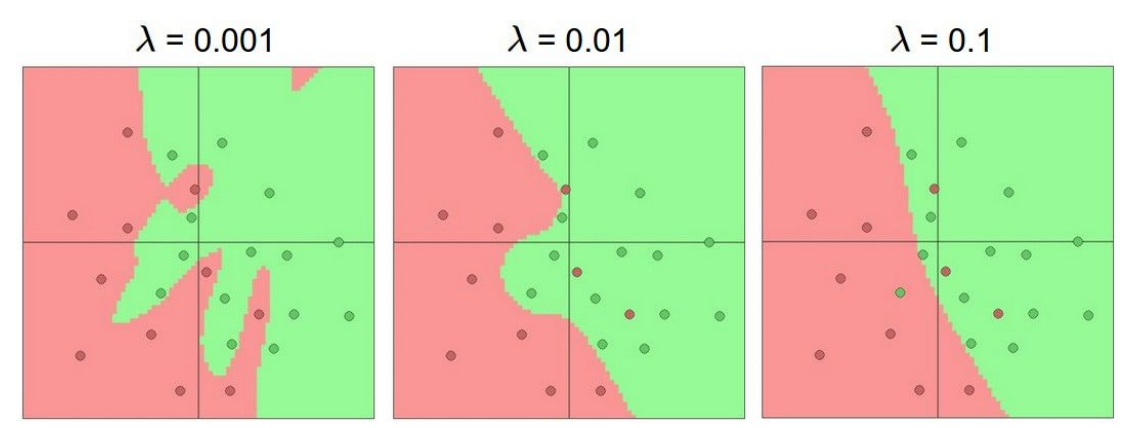 λ = 0.001
λ = 0.01
λ = 0.1